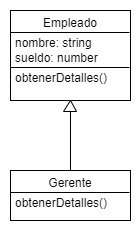 Empleado
nombre: string
sueldo: number
obtenerDetalles()
Gerente
obtenerDetalles()